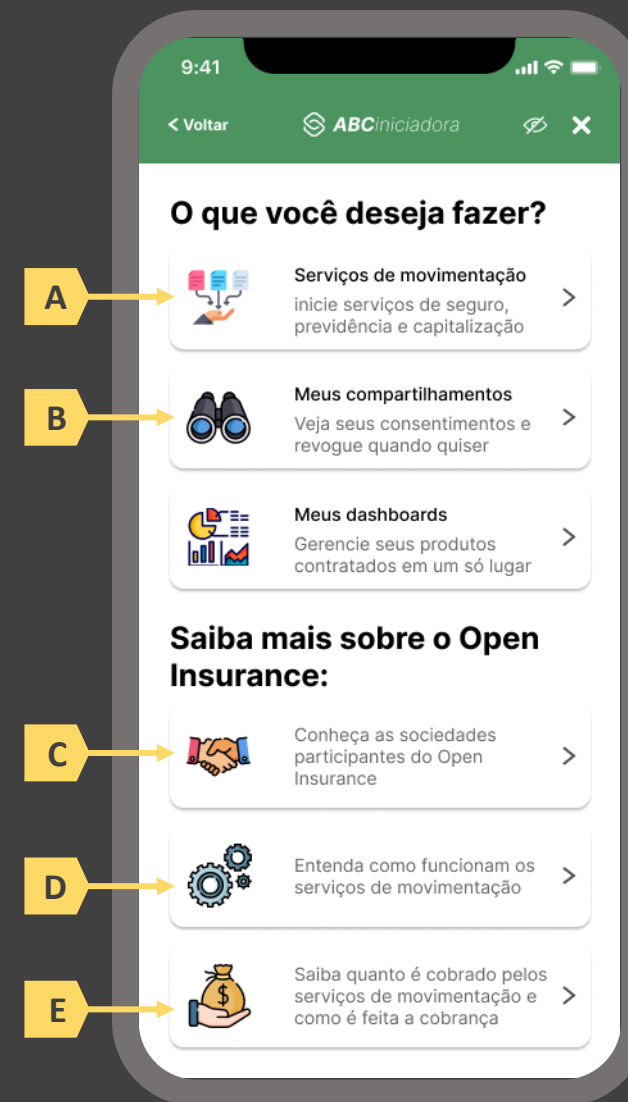 9:41
< Voltar
ABCiniciadora
O que você deseja fazer?
A
Serviços de movimentação
inicie serviços de seguro,
previdência e capitalização
B
Meus compartilhamentos
Veja seus consentimentos e
revogue quando quiser
Meus dashboards
Gerencie seus produtos
contratados em um só lugar
Saiba mais sobre o Open
Insurance:
C
Conheça as sociedades
participantes do Open
Insurance
D
Entenda como funcionam os
serviços de movimentação
E
$
Saiba quanto é cobrado pelos
serviços de movimentação e
como é feita a cobrança